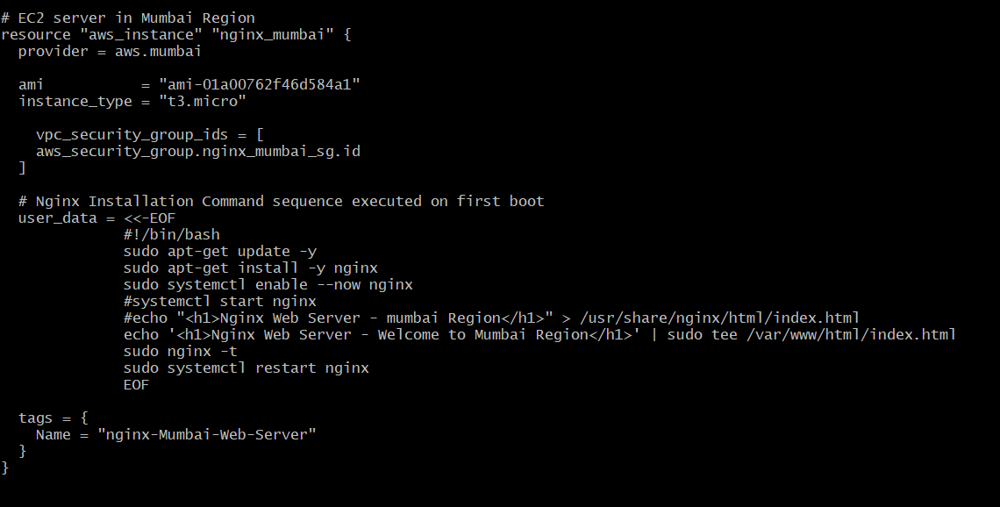 # EC2 server in Mumbai Region
resource "aws_instance" "nginx_mumbai" {
  provider = aws.mumbai

  ami           = "ami-01a00762f46d584a1"
  instance_type = "t3.micro"

    vpc_security_group_ids = [
    aws_security_group.nginx_mumbai_sg.id
  ]

  # Nginx Installation Command sequence executed on first boot
  user_data = <<-EOF
              #!/bin/bash
              sudo apt-get update -y
              sudo apt-get install -y nginx
              sudo systemctl enable --now nginx
              #systemctl start nginx
              #echo "<h1>Nginx Web Server - mumbai Region</h1>" > /usr/share/nginx/html/index.html
              echo '<h1>Nginx Web Server - Welcome to Mumbai Region</h1>' | sudo tee /var/www/html/index.html
              sudo nginx -t
              sudo systemctl restart nginx
              EOF

  tags = {
    Name = "nginx-Mumbai-Web-Server"
  }
}